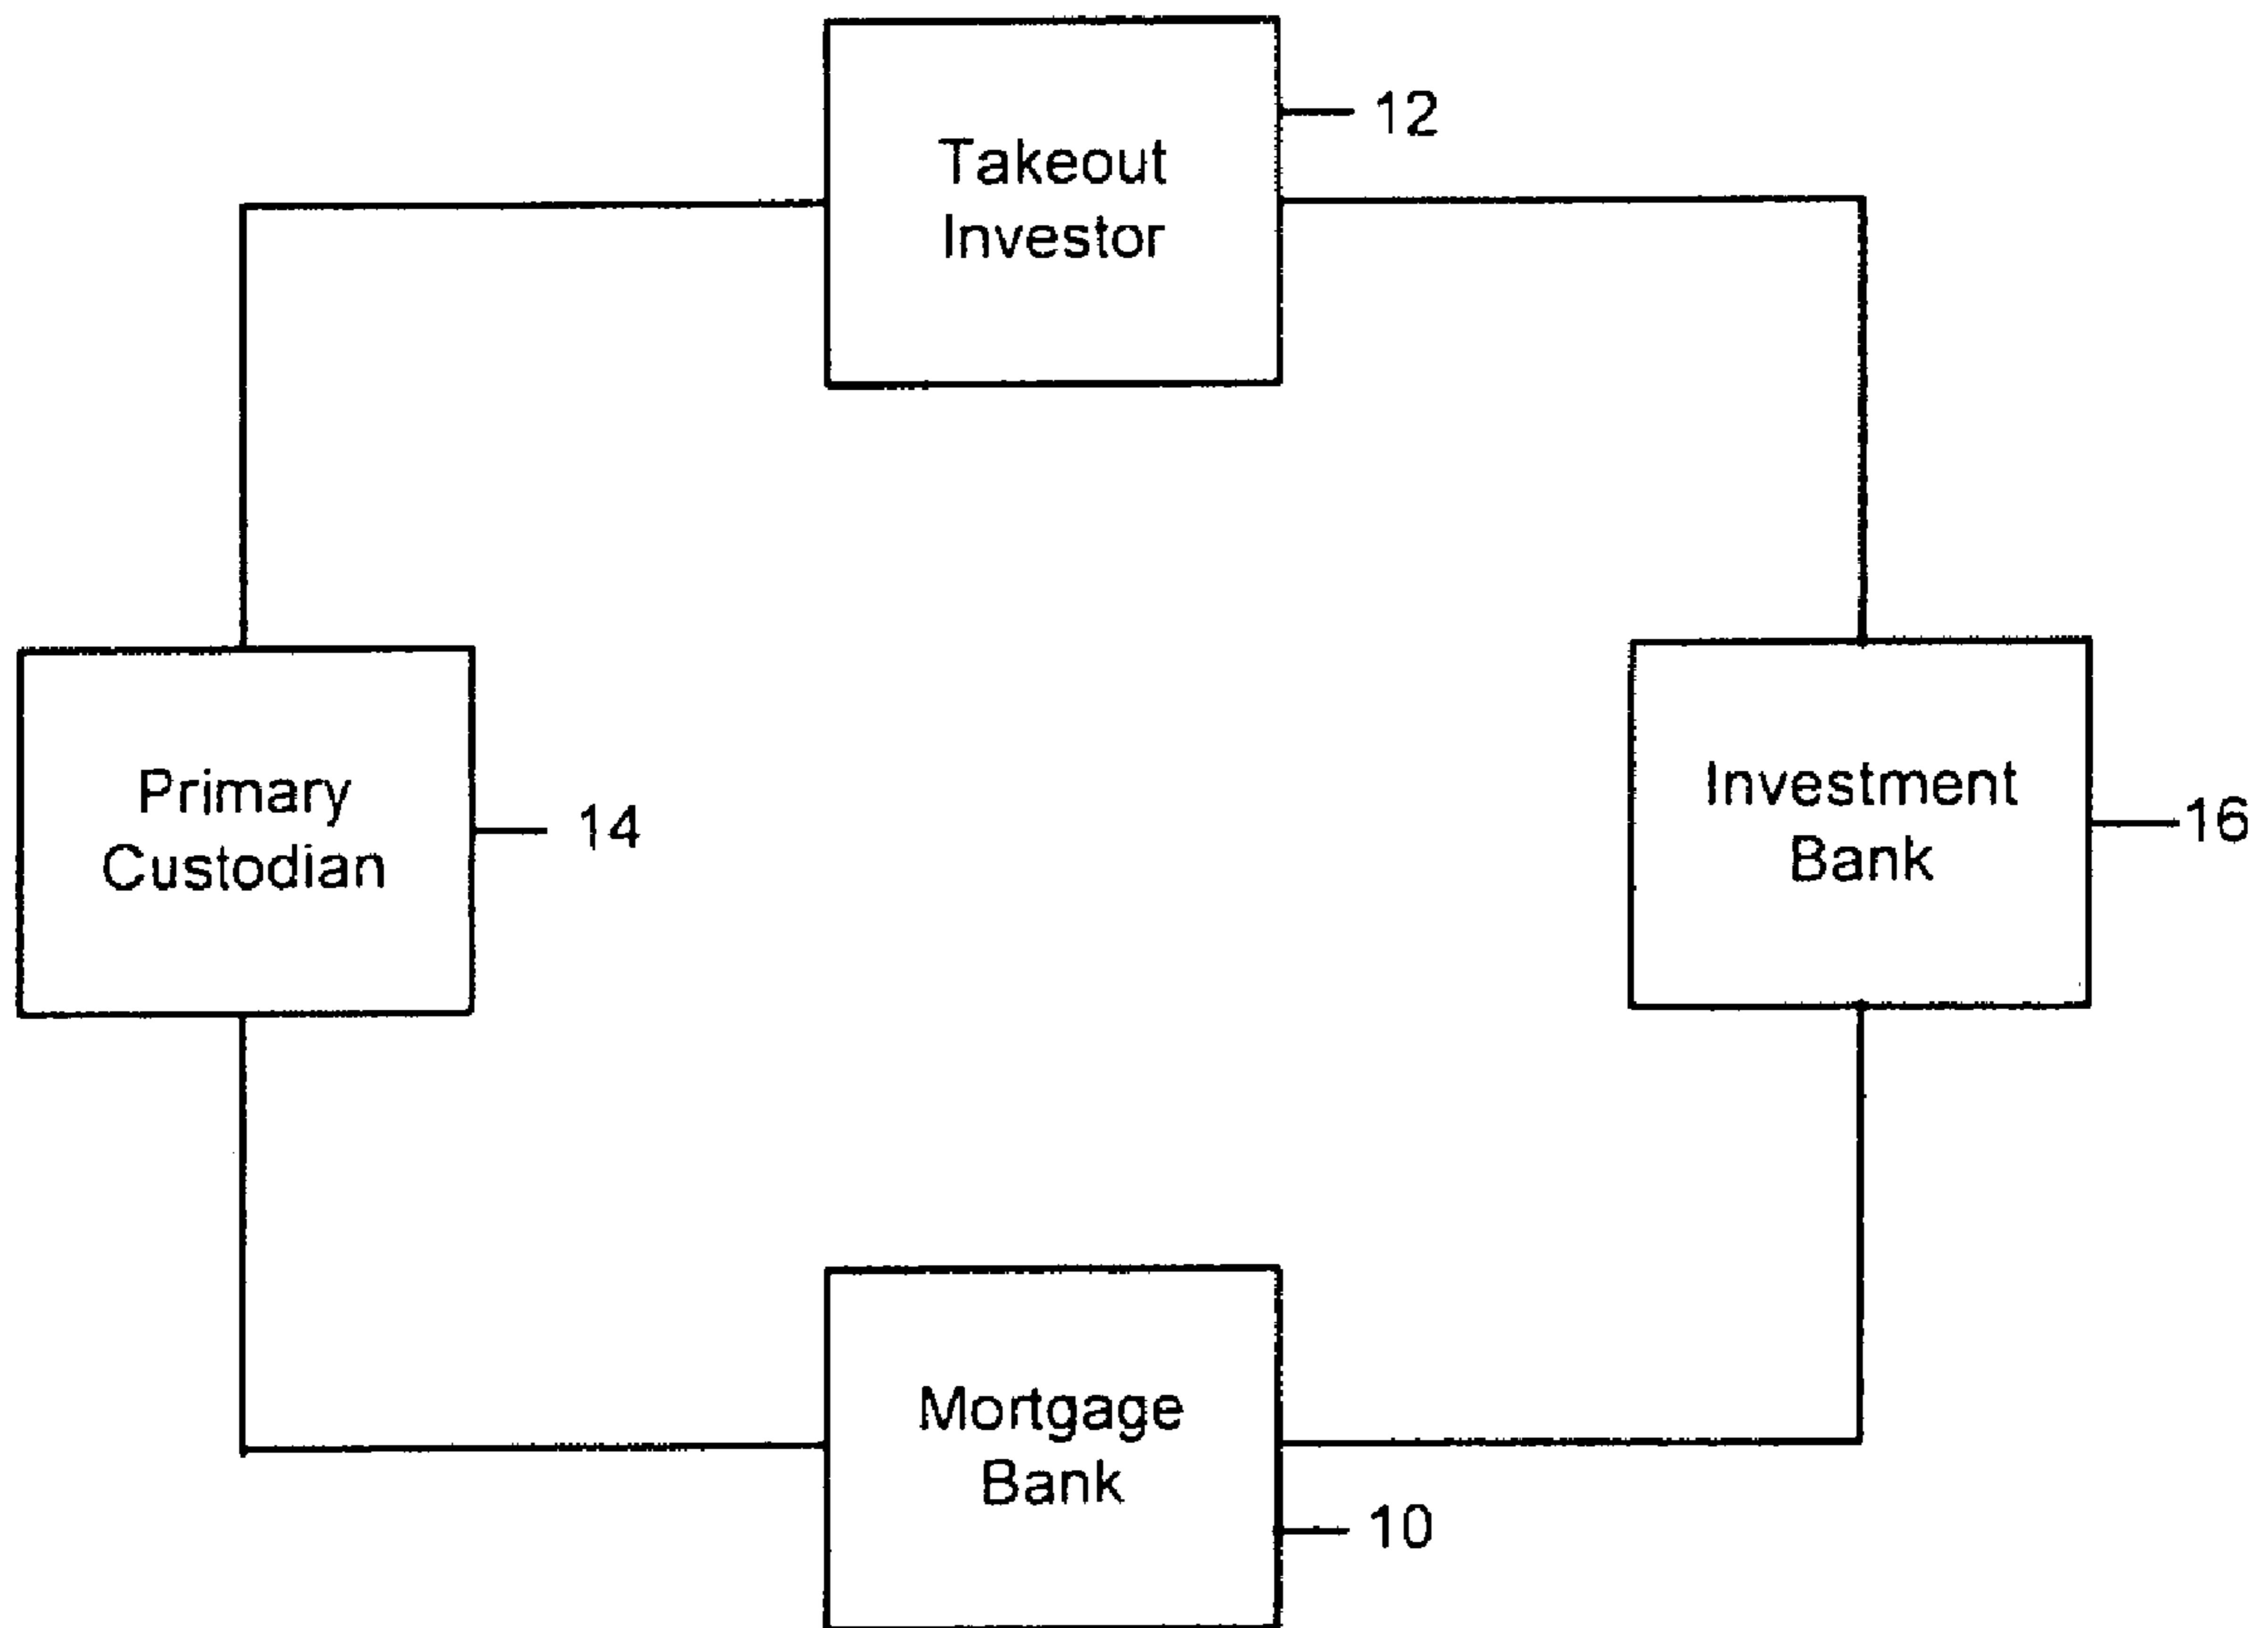 Takeout
Investor
12
Primary
Custodian
14
Investment
Bank
16
Mortgage
Bank
10